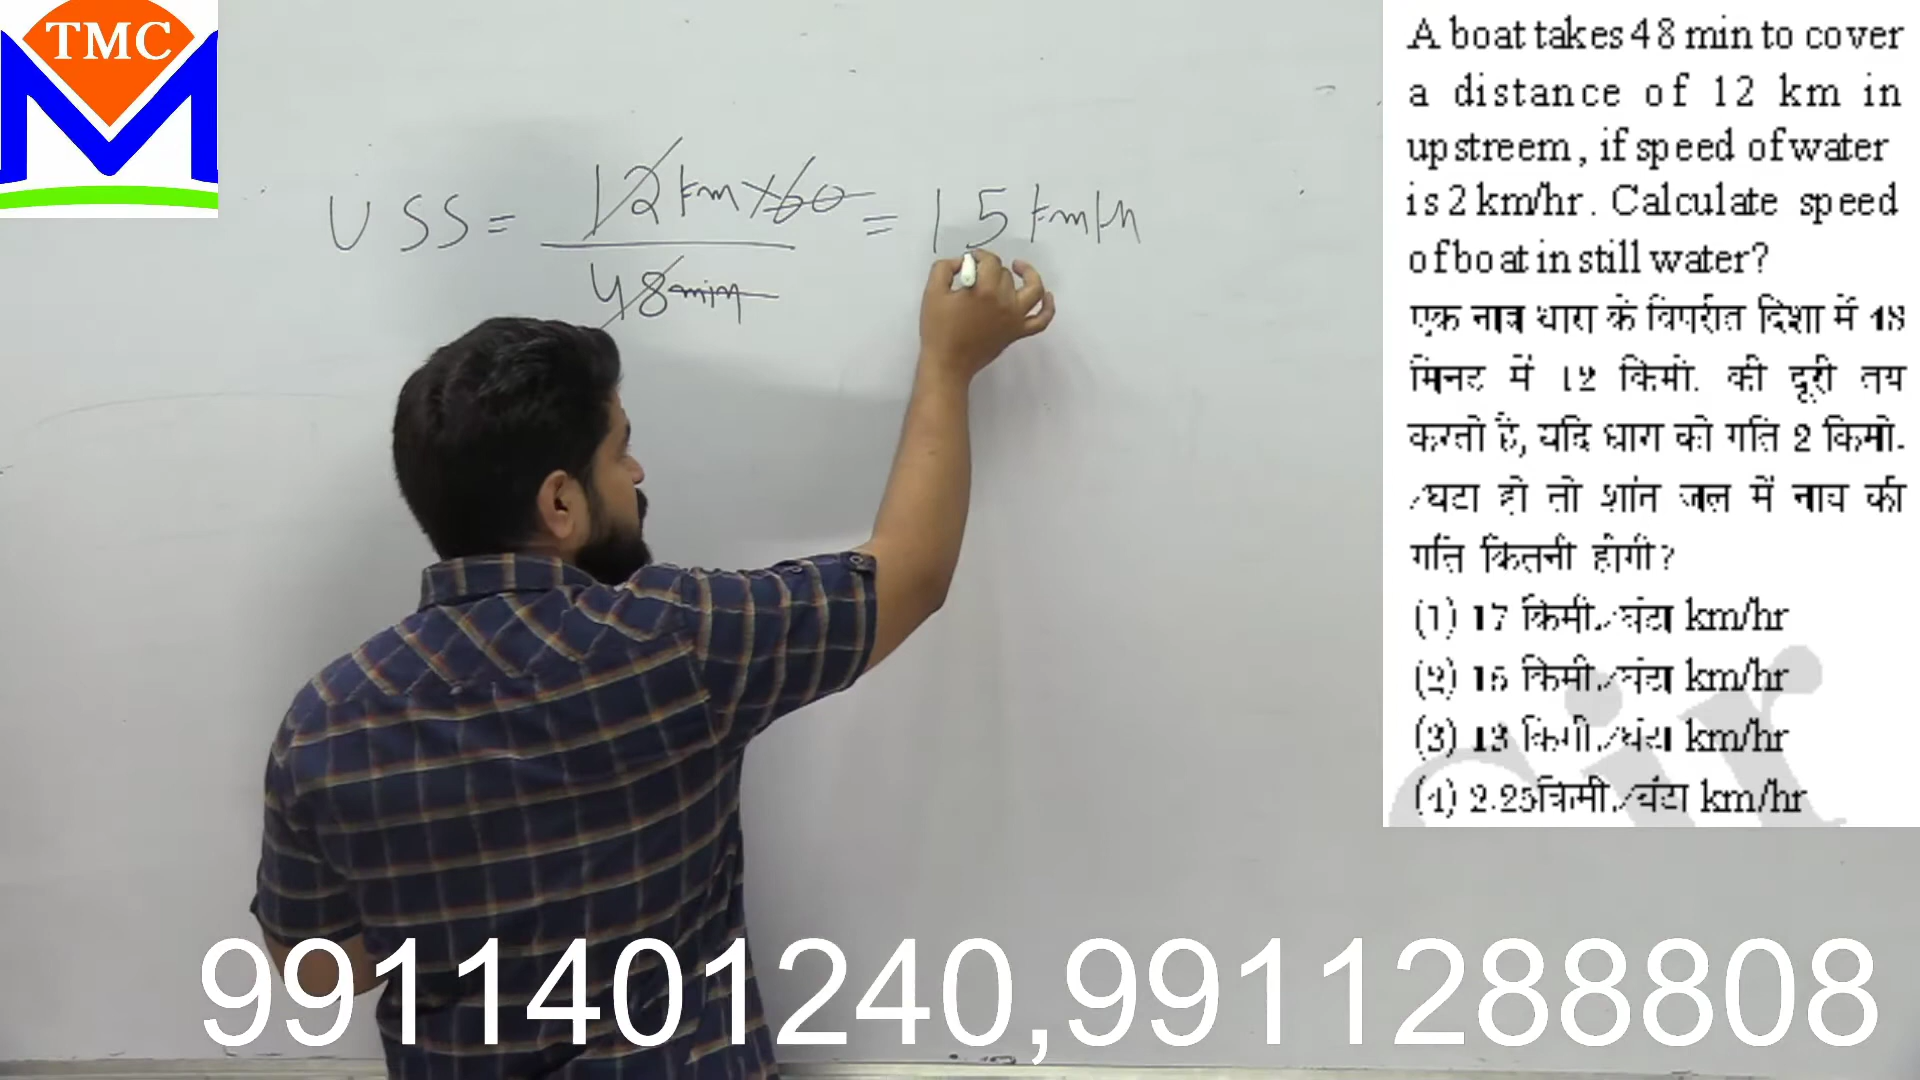 TMC
USS = 12 km × 60 = 15 km/h
48 min
A boat takes 48 min to cover
a distance of 12 km in
upstreem, if speed of water
is 2 km/hr. Calculate speed
of boat in still water?
एक नाव धारा के विपरीत दिशा में 48
मिनट में 12 किमी. की दूरी तय
करती है, यदि धारा की गति 2 किमी.
/घंटा हो तो शांत जल में नाव की
गति कितनी होगी?
(1) 17 किमी./घंटा km/hr
(2) 15 किमी./घंटा km/hr
(3) 13 किमी./घंटा km/hr
(4) 2.25किमी./घंटा km/hr
9911401240,9911288808